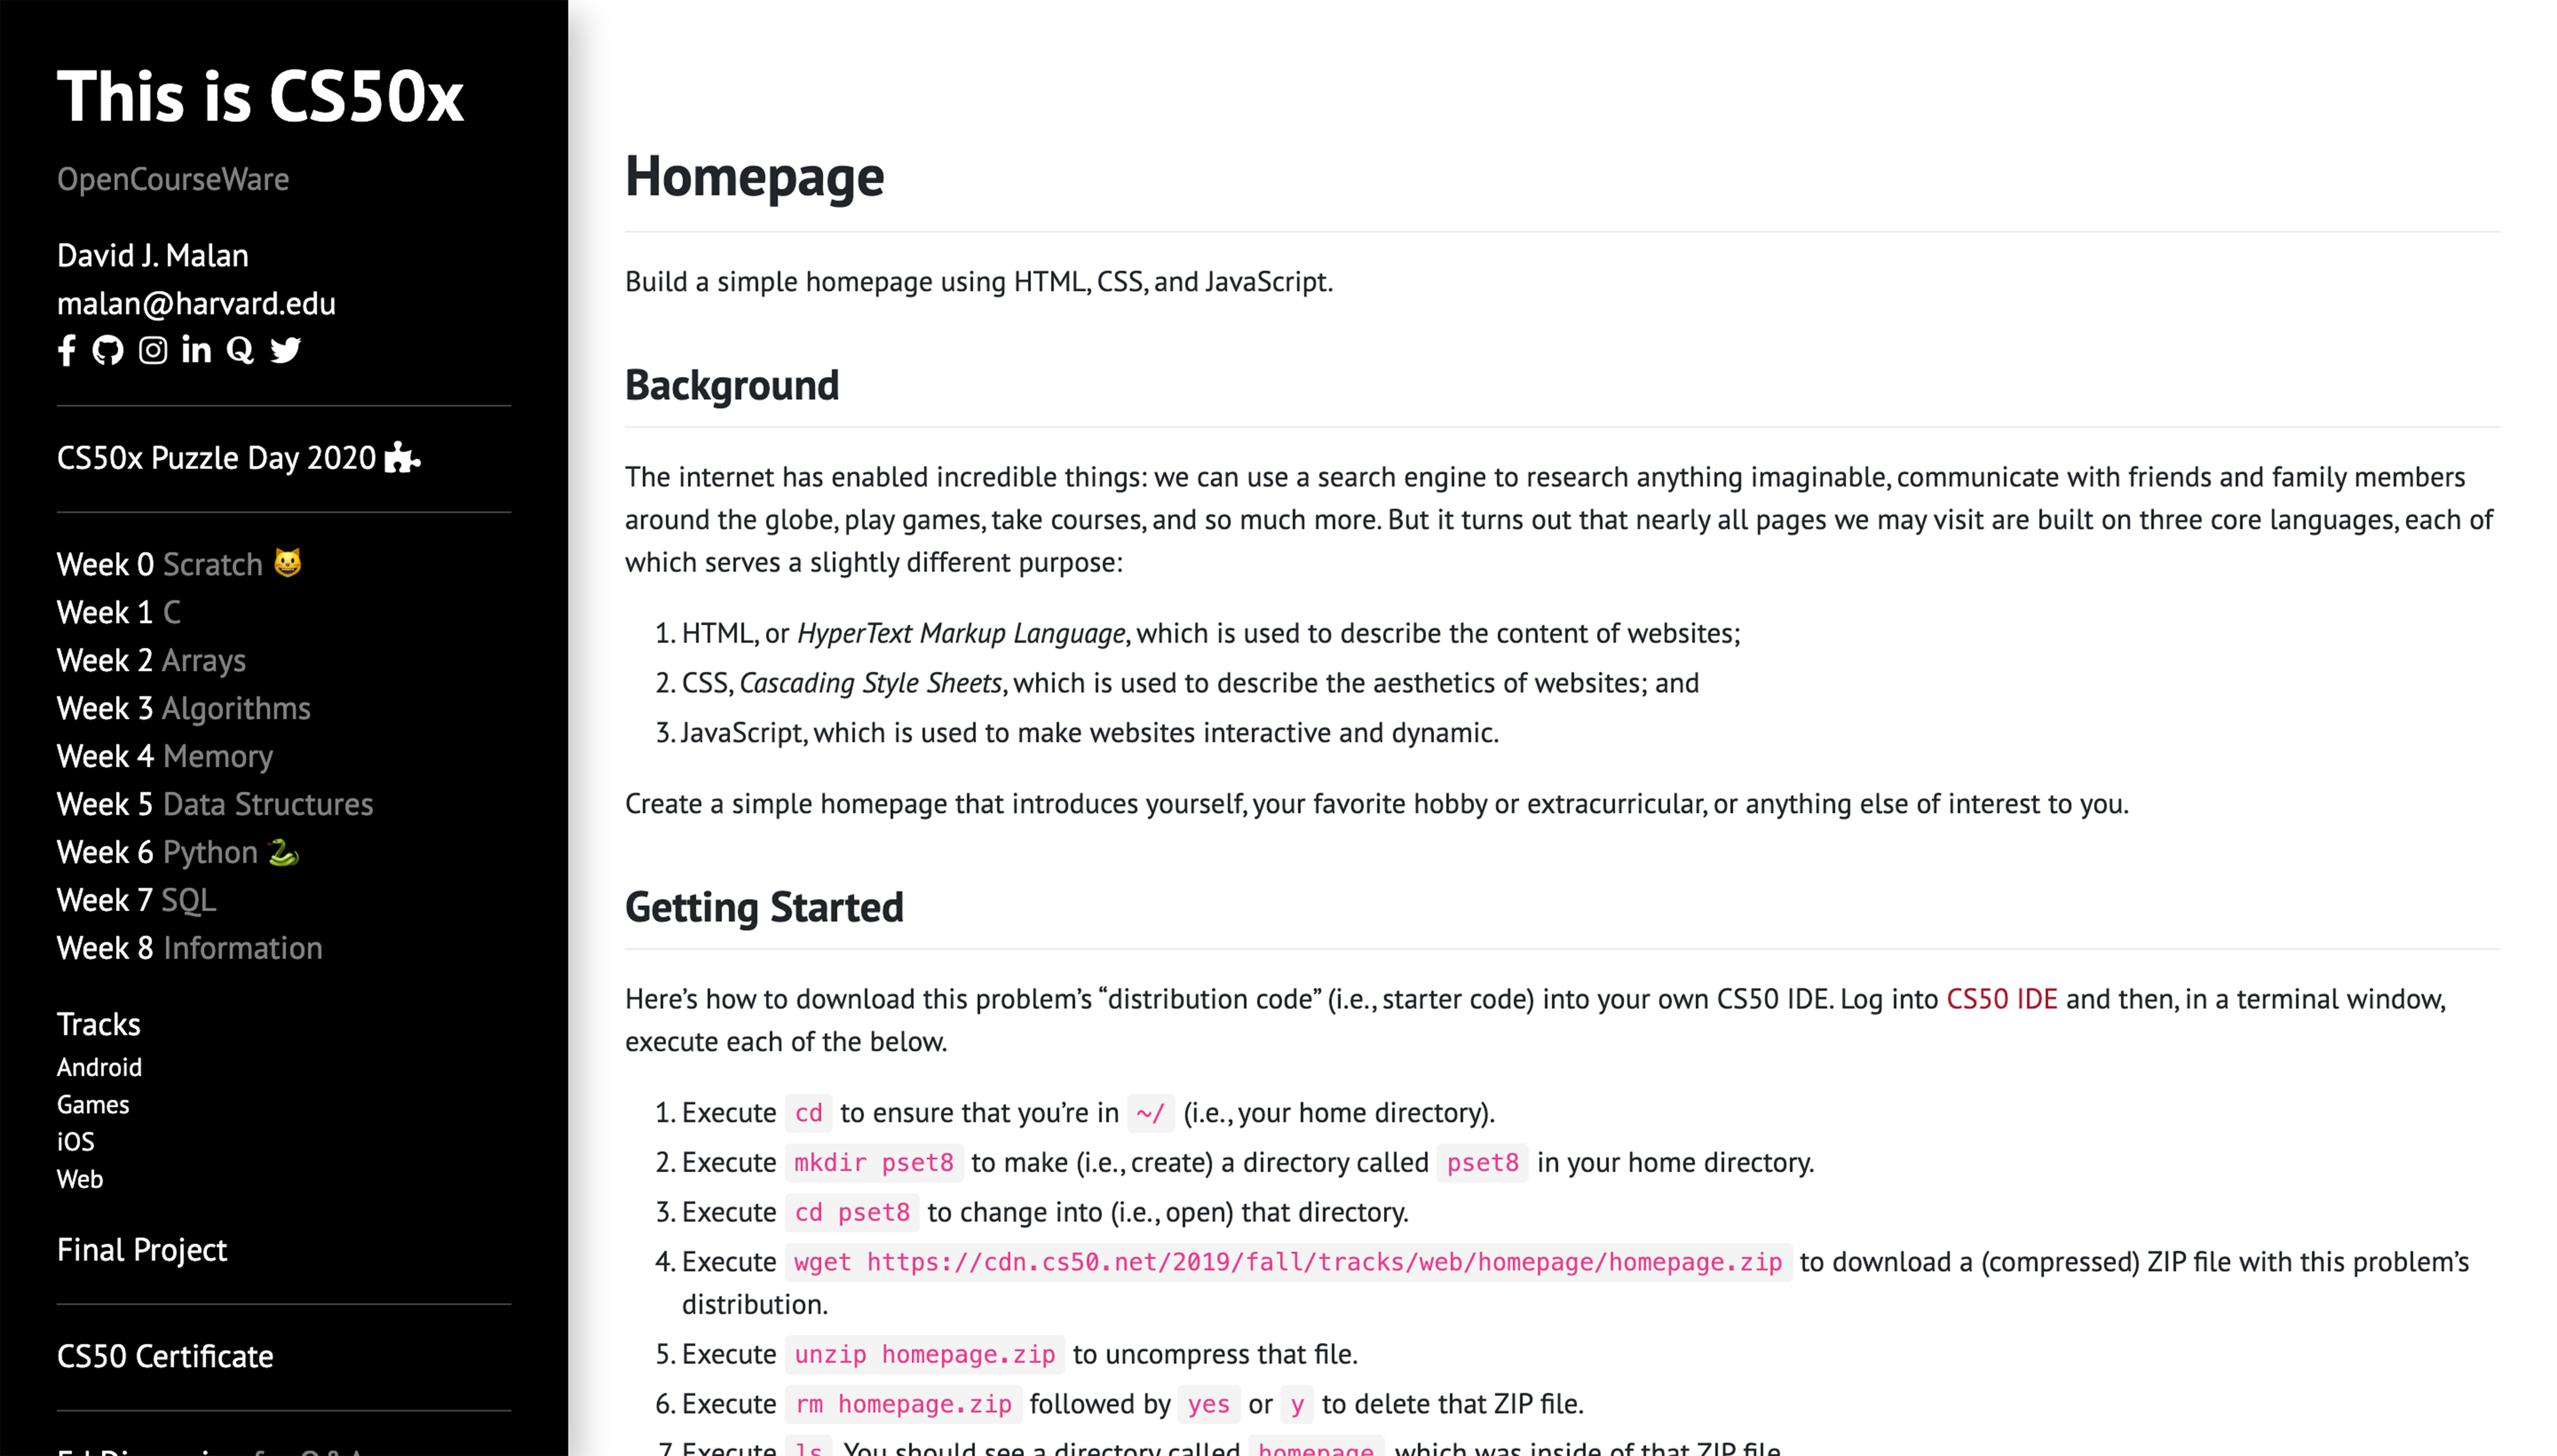 This is CS50x
OpenCourseWare
David J. Malan
malan@harvard.edu
CS50x Puzzle Day 2020
Week 0 Scratch 😺
Week 1 C
Week 2 Arrays
Week 3 Algorithms
Week 4 Memory
Week 5 Data Structures
Week 6 Python 🐍
Week 7 SQL
Week 8 Information
Tracks
Android
Games
iOS
Web
Final Project
CS50 Certificate
Homepage
Build a simple homepage using HTML, CSS, and JavaScript.
Background
The internet has enabled incredible things: we can use a search engine to research anything imaginable, communicate with friends and family members
around the globe, play games, take courses, and so much more. But it turns out that nearly all pages we may visit are built on three core languages, each of
which serves a slightly different purpose:
1. HTML, or HyperText Markup Language, which is used to describe the content of websites;
2. CSS, Cascading Style Sheets, which is used to describe the aesthetics of websites; and
3. JavaScript, which is used to make websites interactive and dynamic.
Create a simple homepage that introduces yourself, your favorite hobby or extracurricular, or anything else of interest to you.
Getting Started
Here’s how to download this problem’s “distribution code” (i.e., starter code) into your own CS50 IDE. Log into CS50 IDE and then, in a terminal window,
execute each of the below.
1. Execute cd to ensure that you’re in ~/ (i.e., your home directory).
2. Execute mkdir pset8 to make (i.e., create) a directory called pset8 in your home directory.
3. Execute cd pset8 to change into (i.e., open) that directory.
4. Execute wget https://cdn.cs50.net/2019/fall/tracks/web/homepage/homepage.zip to download a (compressed) ZIP file with this problem’s
distribution.
5. Execute unzip homepage.zip to uncompress that file.
6. Execute rm homepage.zip followed by yes or y to delete that ZIP file.
7. Execute ls. You should see a directory called homepage, which was inside of that ZIP file.